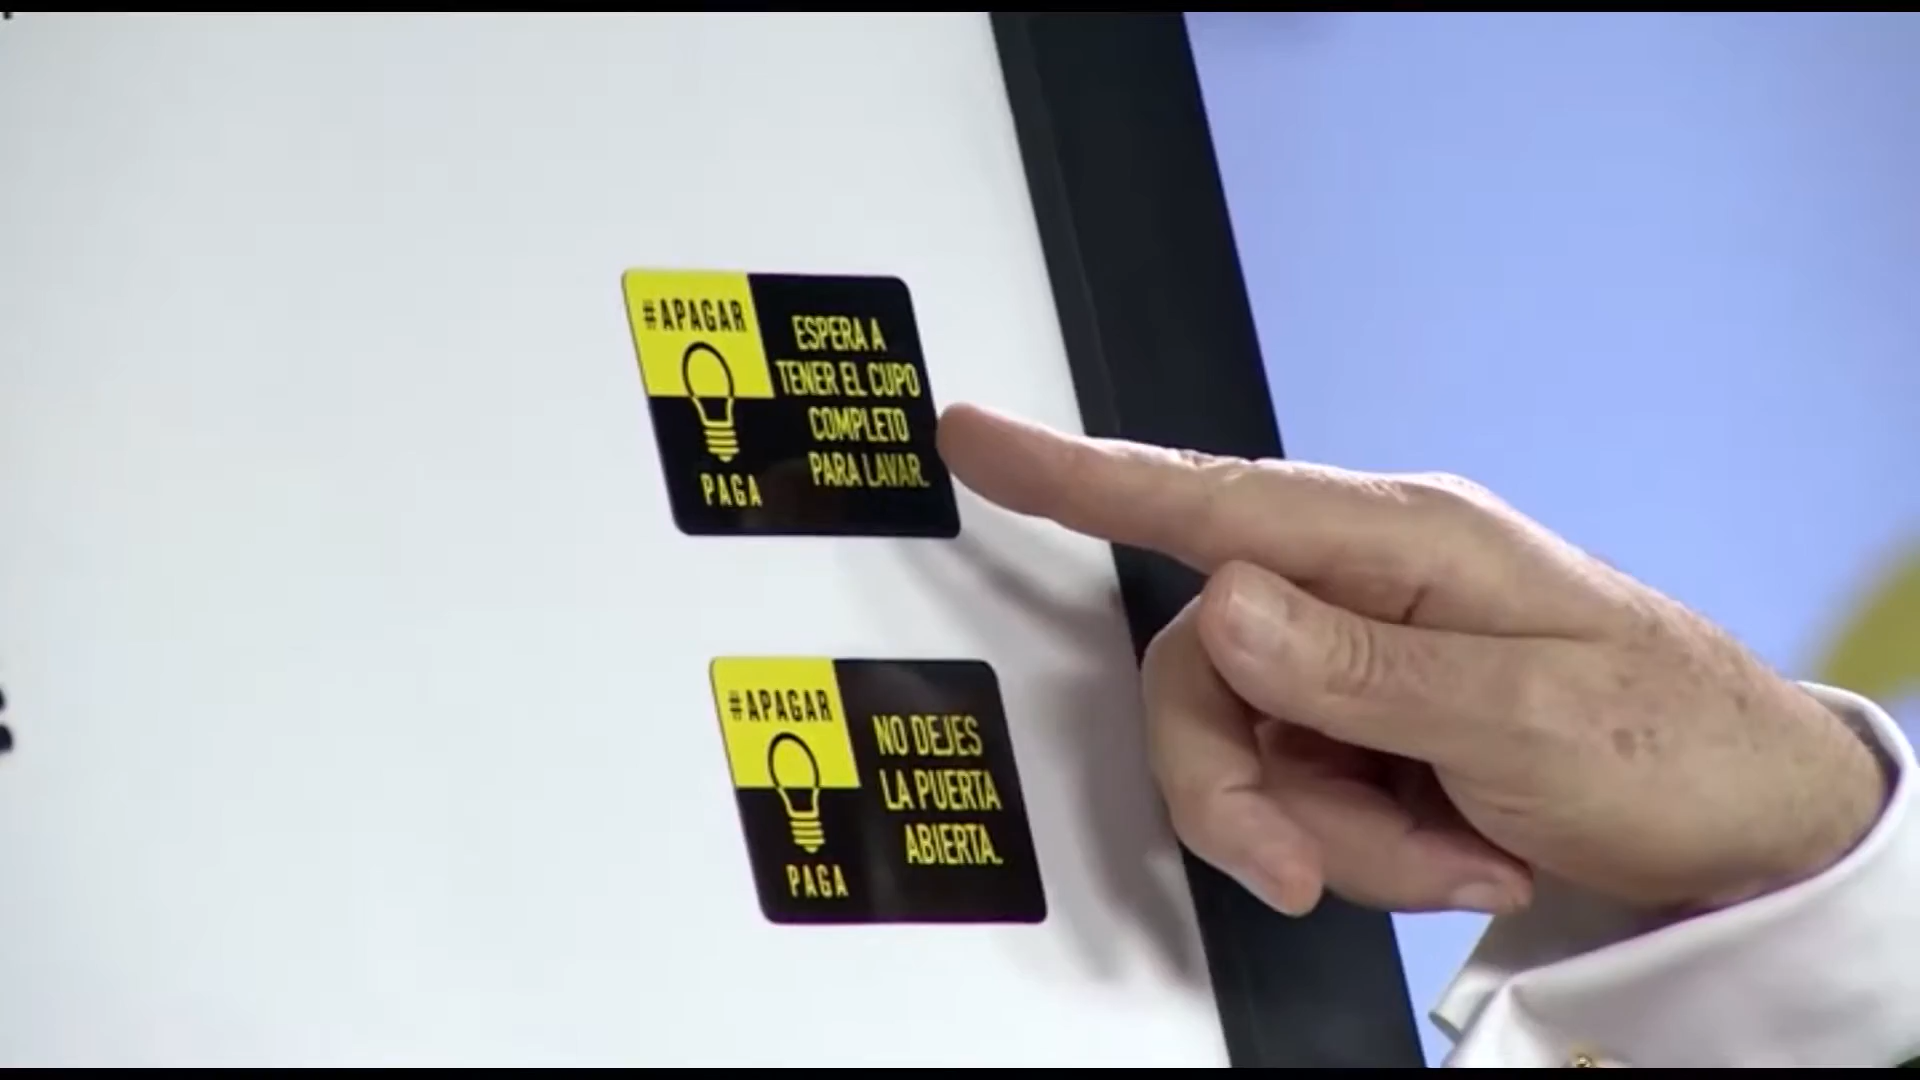 #APAGAR
PAGA
ESPERA A
TENER EL CUPO
COMPLETO
PARA LAVAR.
#APAGAR
PAGA
NO DEJES
LA PUERTA
ABIERTA.